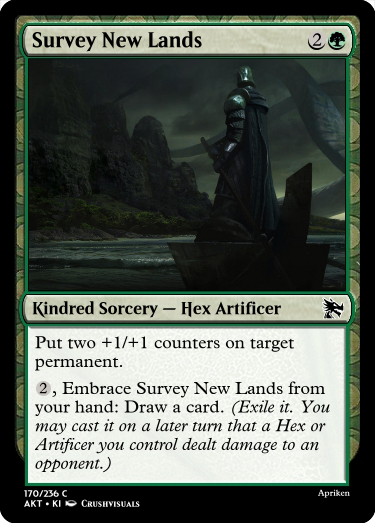 Survey New Lands 2
Kindred Sorcery — Hex Artificer
Put two +1/+1 counters on target
permanent.
2, Embrace Survey New Lands from
your hand: Draw a card. (Exile it. You
may cast it on a later turn that a Hex or
Artificer you control dealt damage to an
opponent.)
170/236 C Apriken
AKT • KI Crushvisuals